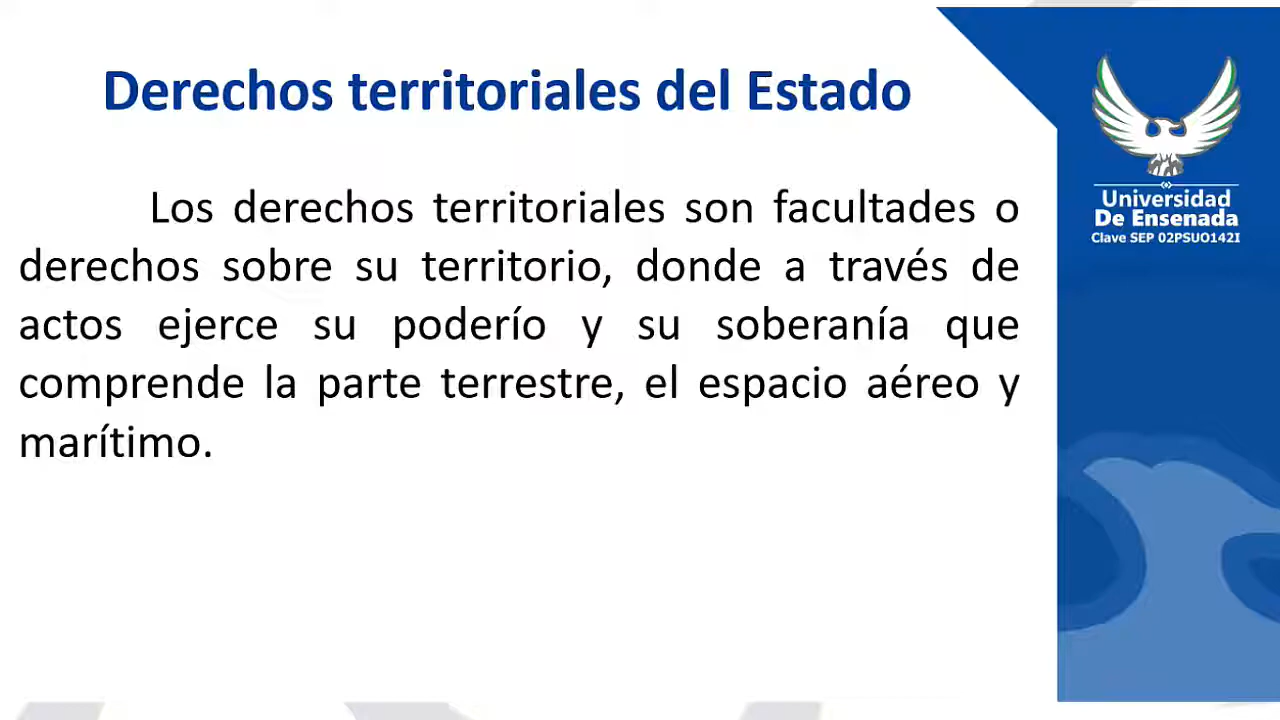 Derechos territoriales del Estado
Los derechos territoriales son facultades o
derechos sobre su territorio, donde a través de
actos ejerce su poderío y su soberanía que
comprende la parte terrestre, el espacio aéreo y
marítimo.
Universidad
De Ensenada
Clave SEP 02PSUO142I